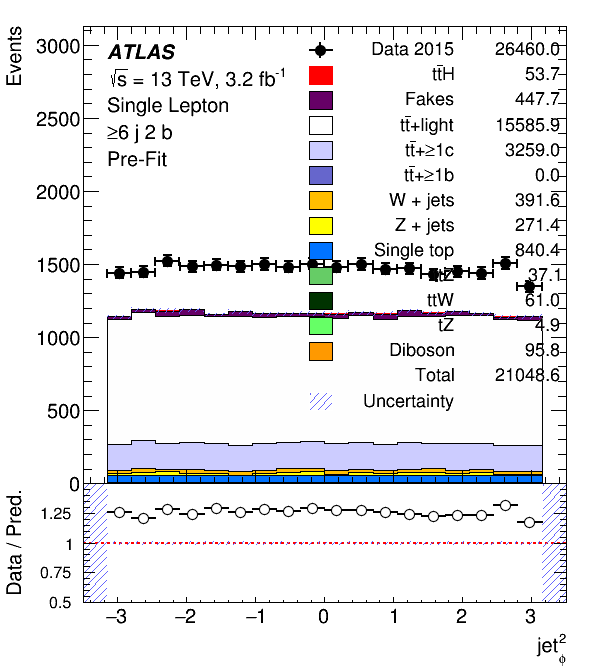 Events
3000
2500
2000
1500
1000
500
0
ATLAS
√s = 13 TeV, 3.2 fb⁻¹
Single Lepton
≥6 j 2 b
Pre-Fit
Data 2015 26460.0
tt̄H 53.7
Fakes 447.7
tt̄+light 15585.9
tt̄+≥1c 3259.0
tt̄+≥1b 0.0
W + jets 391.6
Z + jets 271.4
Single top 840.4
ttZ 37.1
ttW 61.0
tZ 4.9
Diboson 95.8
Total 21048.6
Uncertainty
Data / Pred.
1.25
1
0.75
0.5
−3 −2 −1 0 1 2 3
jet²_ϕ